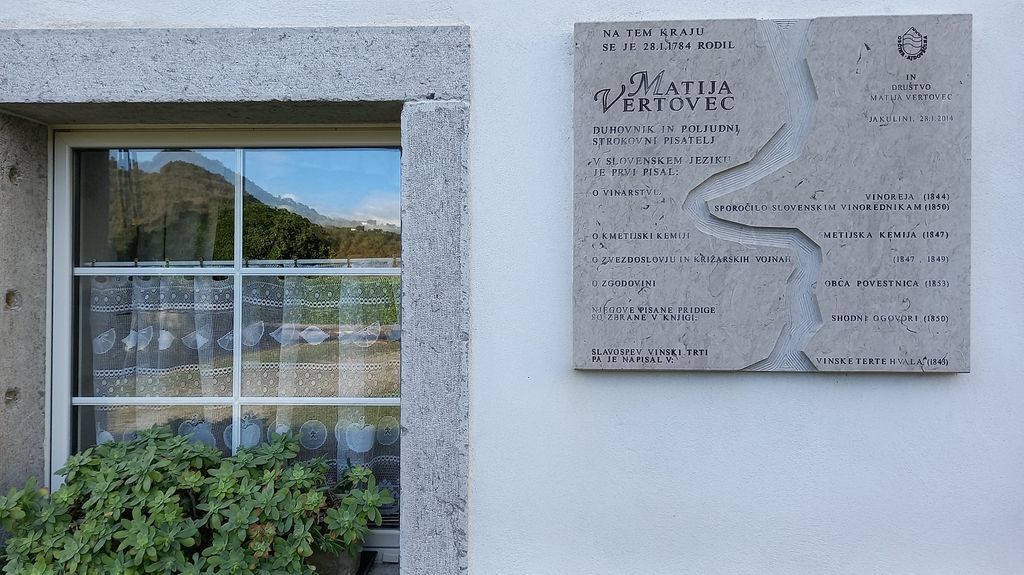 NA TEM KRAJU
SE JE 28.1.1784 RODIL
MATIJA
VERTOVEC
DUHOVNIK IN POLJUDNI
STROKOVNI PISATELJ
V SLOVENSKEM JEZIKU
JE PRVI PISAL:
O VINARSTVU, VINOREJA (1844)
SPOROČILO SLOVENSKIM VINOREDNIKAM (1850)
O KMETIJSKI KEMIJI METIJSKA KEMIJA (1847)
O ZVEZDOSLOVJU IN KRIŽARSKIH VOJNAH (1847, 1849)
O ZGODOVINI OBČA POVESTNICA (1853)
NJEGOVE PISANE PRIDIGE
SO ZBRANE V KNJIGI: SHODNI OGOVORI (1850)
SLAVOSPEV VINSKI TRTI
PA JE NAPISAL V: VINSKE TERTE HVALA (1845)
IN
DRUŠTVO
MATIJA VERTOVEC
JAKULINI, 28.1.2014